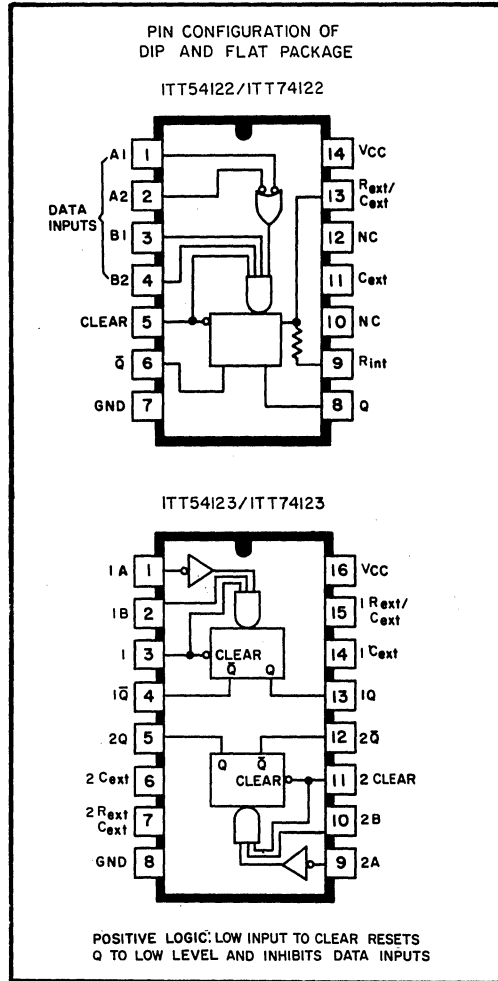 PIN CONFIGURATION OF
DIP AND FLAT PACKAGE
ITT54122/ITT74122
A1 1
A2 2
DATA
INPUTS
B1 3
B2 4
CLEAR 5
Q̄ 6
GND 7
14 VCC
13 Rext/
Cext
12 NC
11 Cext
10 NC
9 Rint
8 Q
ITT54123/ITT74123
1A 1
1B 2
1 3
1Q̄ 4
2Q 5
2 Cext 6
2 Rext
Cext 7
GND 8
CLEAR
Q̄ Q
Q Q̄
CLEAR
16 VCC
15 1 Rext/
Cext
14 1 Cext
13 1Q
12 2Q̄
11 2 CLEAR
10 2B
9 2A
POSITIVE LOGIC: LOW INPUT TO CLEAR RESETS
Q TO LOW LEVEL AND INHIBITS DATA INPUTS